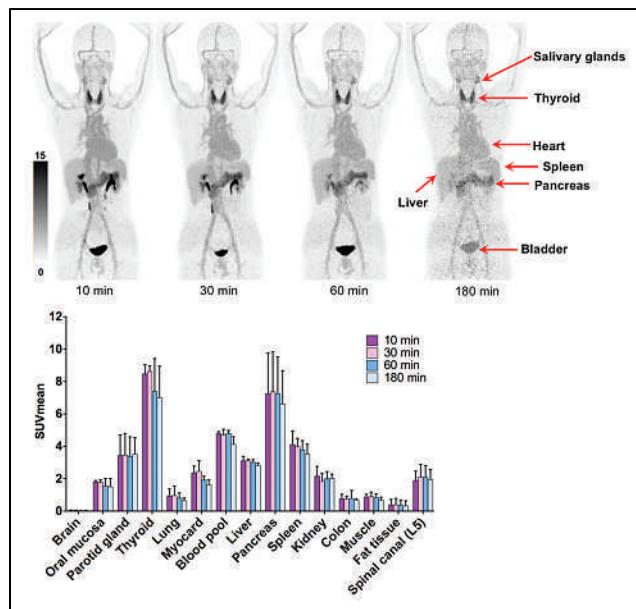 Salivary glands
Thyroid
15
Heart
Spleen
Pancreas
Liver
Bladder
0
10 min
30 min
60 min
180 min
12
10
8
6
4
2
0
SUVmean
10 min
30 min
60 min
180 min
Brain
Oral mucosa
Parotid gland
Thyroid
Lung
Myocard
Blood pool
Liver
Pancreas
Spleen
Kidney
Colon
Muscle
Fat tissue
Spinal canal (L5)